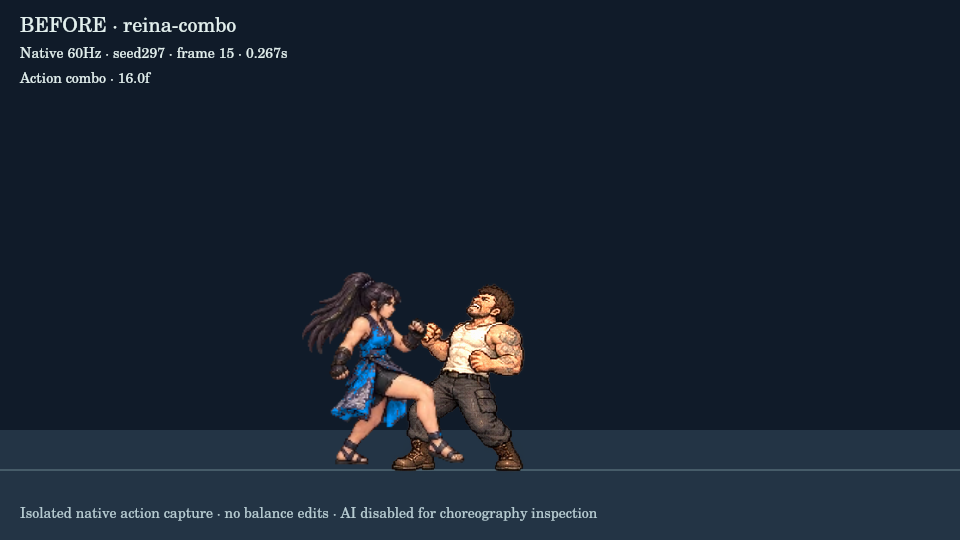 BEFORE · reina-combo
Native 60Hz · seed297 · frame 15 · 0.267s
Action combo · 16.0f
Isolated native action capture · no balance edits · AI disabled for choreography inspection